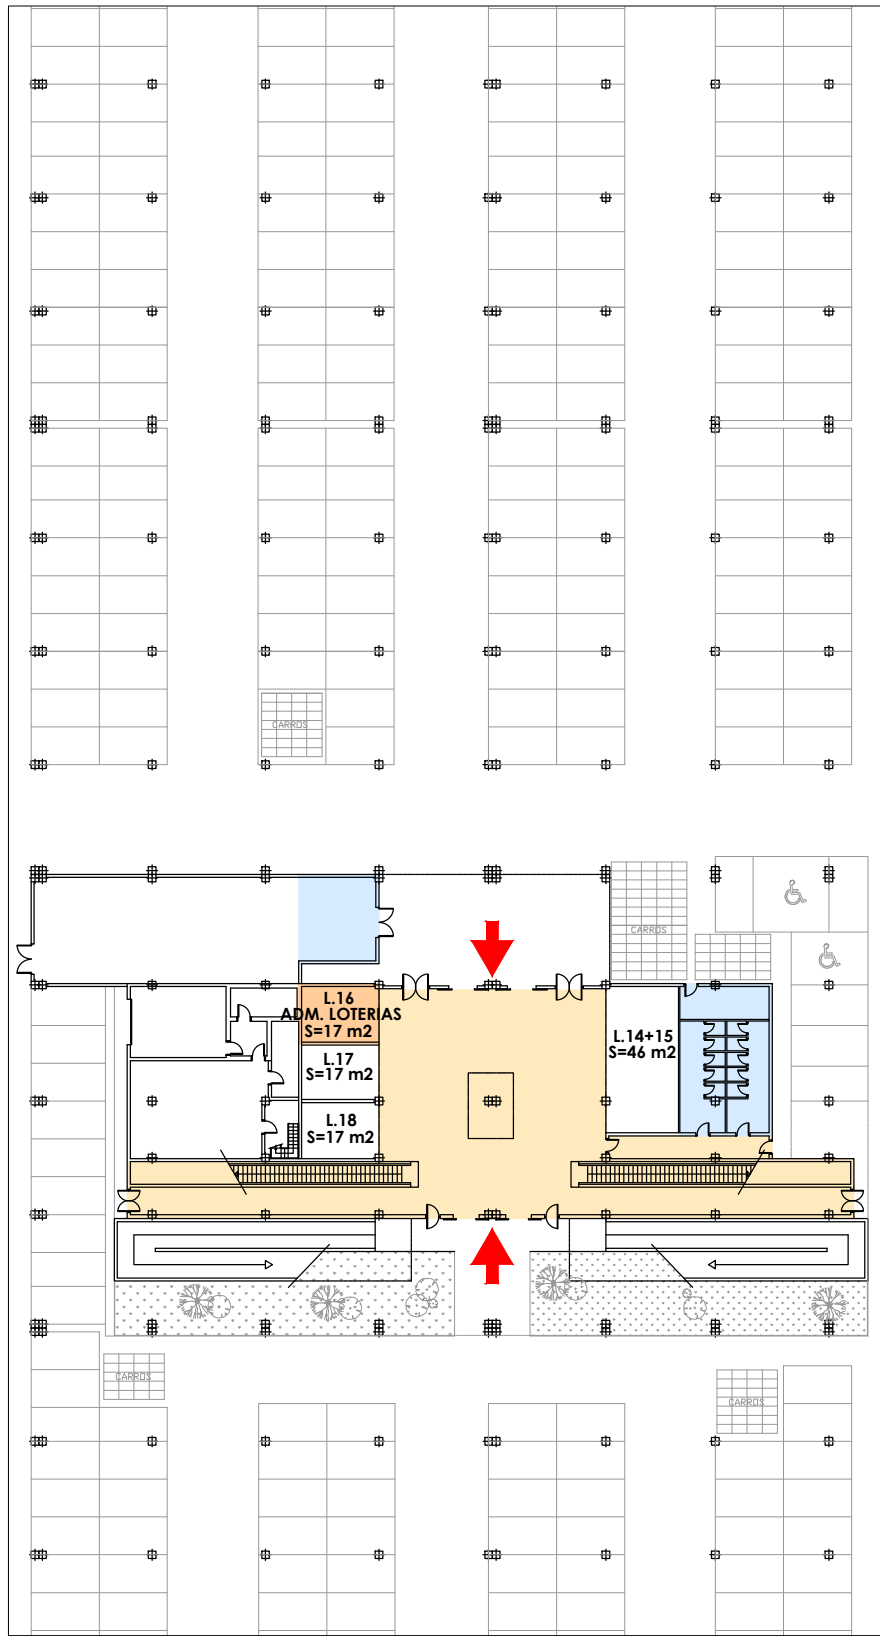 CARROS
CARROS
L.16
ADM. LOTERIAS
S=17 m2
L.17
S=17 m2
L.18
S=17 m2
L.14+15
S=46 m2
CARROS
CARROS